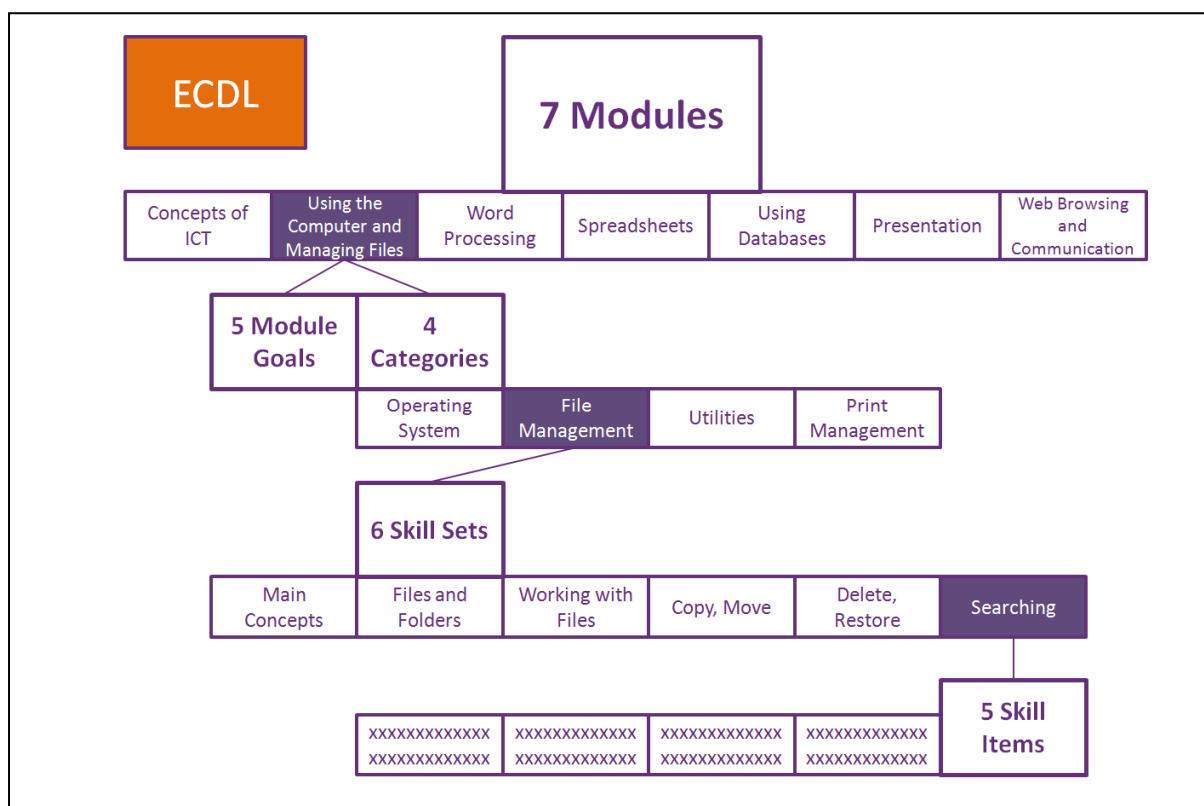 ECDL
7 Modules
Concepts of
ICT
Using the
Computer and
Managing Files
Word
Processing
Spreadsheets
Using
Databases
Presentation
Web Browsing
and
Communication
5 Module
Goals
4
Categories
Operating
System
File
Management
Utilities
Print
Management
6 Skill Sets
Main
Concepts
Files and
Folders
Working with
Files
Copy, Move
Delete,
Restore
Searching
5 Skill
Items
xxxxxxxxxxxxx
xxxxxxxxxxxxx
xxxxxxxxxxxxx
xxxxxxxxxxxxx
xxxxxxxxxxxxx
xxxxxxxxxxxxx
xxxxxxxxxxxxx
xxxxxxxxxxxxx